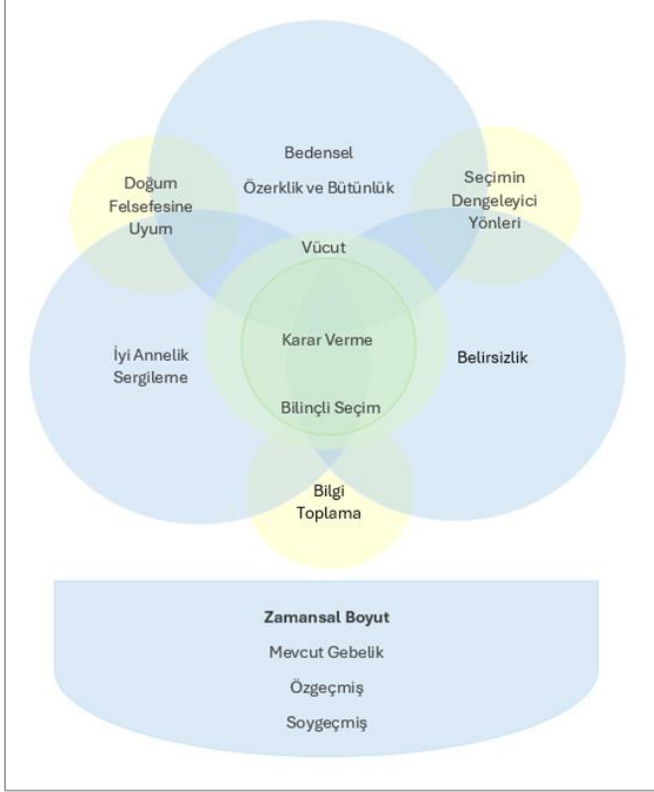 Bedensel
Özerklik ve Bütünlük
Doğum
Felsefesine
Uyum
Seçimin
Dengeleyici
Yönleri
Vücut
Karar Verme
Bilinçli Seçim
İyi Annelik
Sergileme
Belirsizlik
Bilgi
Toplama
Zamansal Boyut
Mevcut Gebelik
Özgeçmiş
Soygeçmiş